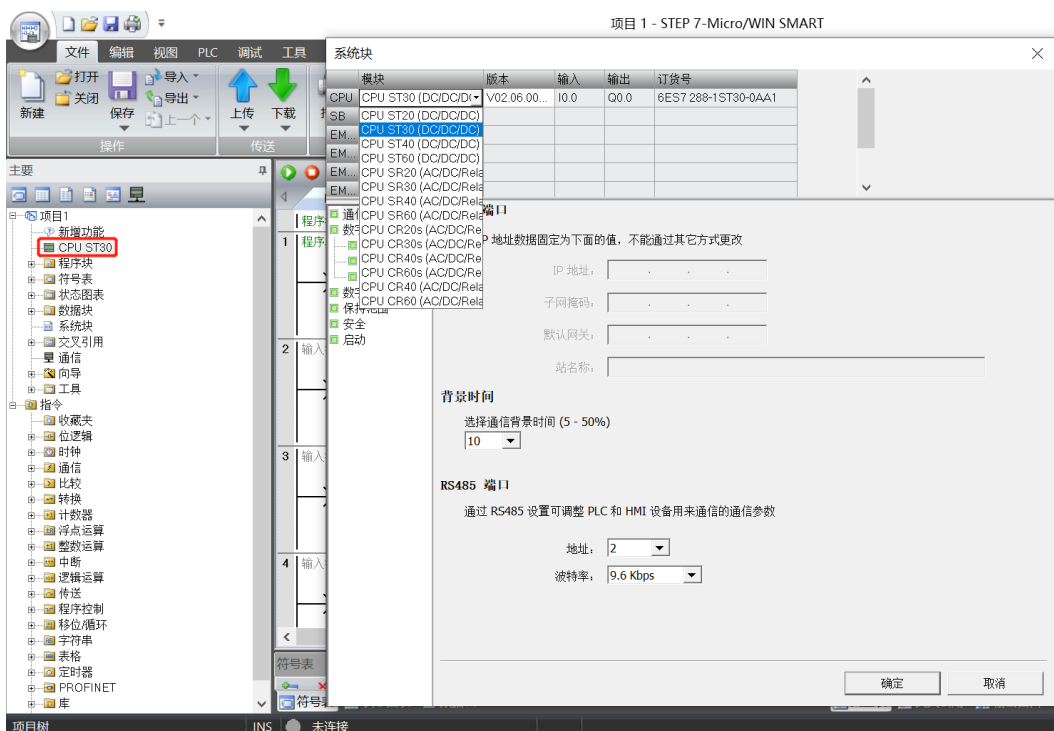 项目 1 - STEP 7-Micro/WIN SMART
文件 编辑 视图 PLC 调试 工具
新建
打开
关闭
保存
导入
导出
上一个
操作
上传 下载
传送
主要
项目1
新增功能
CPU ST30
程序块
符号表
状态图表
数据块
系统块
交叉引用
通信
向导
工具
指令
收藏夹
位逻辑
时钟
通信
比较
转换
计数器
浮点运算
整数运算
中断
逻辑运算
传送
程序控制
移位/循环
字符串
表格
定时器
PROFINET
库
1
2 输入
3 输入
4 输入
符号表
系统块
模块 版本 输入 输出 订货号
CPU CPU ST30 (DC/DC/D V02.06.00... I0.0 Q0.0 6ES7 288-1ST30-0AA1
SB
EM...
EM...
EM...
EM...
CPU ST20 (DC/DC/DC)
CPU ST30 (DC/DC/DC)
CPU ST40 (DC/DC/DC)
CPU ST60 (DC/DC/DC)
CPU SR20 (AC/DC/Rela
CPU SR30 (AC/DC/Rela
CPU SR40 (AC/DC/Rela
CPU SR60 (AC/DC/Rela
CPU CR20s (AC/DC/Re
CPU CR30s (AC/DC/Re
CPU CR40s (AC/DC/Re
CPU CR60s (AC/DC/Re
CPU CR40 (AC/DC/Rela
CPU CR60 (AC/DC/Rela
安全
启动
端口
地址数据固定为下面的值，不能通过其它方式更改
IP 地址:
子网掩码:
默认网关:
站名称:
背景时间
选择通信背景时间 (5 - 50%)
10
RS485 端口
通过 RS485 设置可调整 PLC 和 HMI 设备用来通信的通信参数
地址: 2
波特率: 9.6 Kbps
确定 取消
项目树 INS 未连接